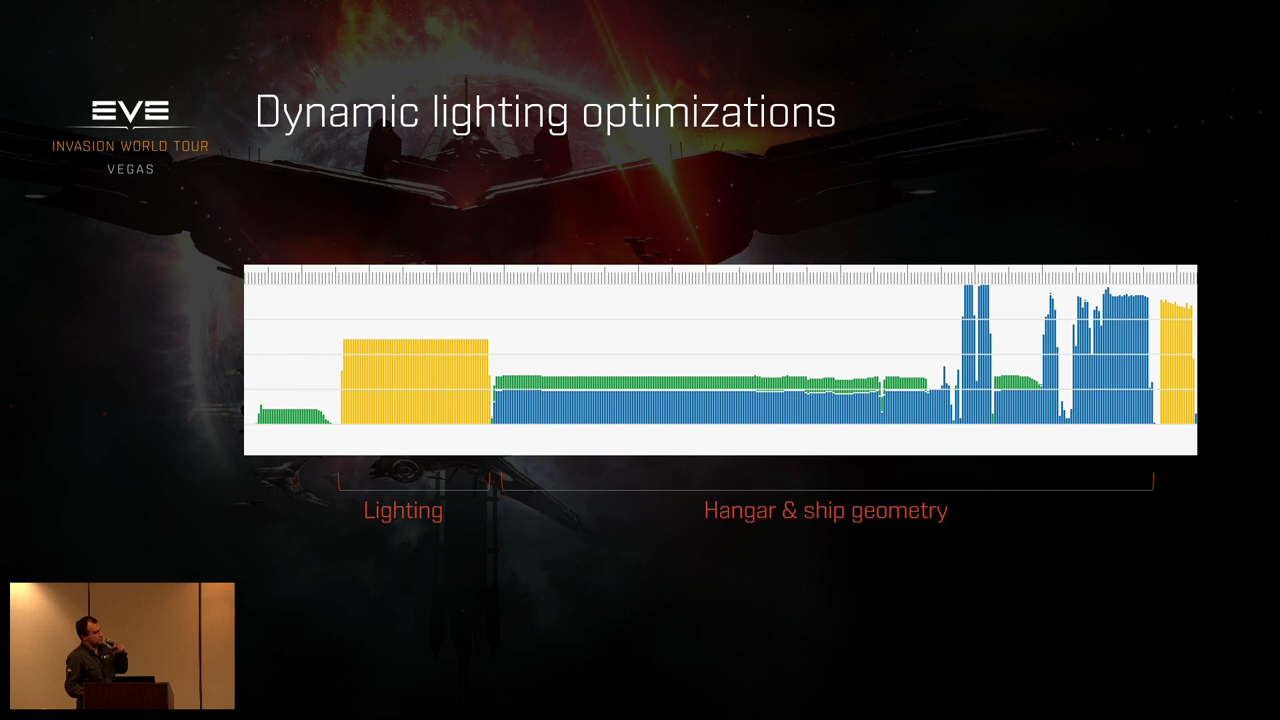 EVE
INVASION WORLD TOUR
VEGAS
Dynamic lighting optimizations
Lighting
Hangar & ship geometry